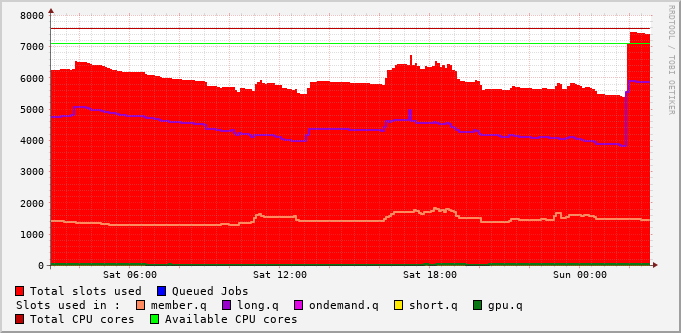 8000
7000
6000
5000
4000
3000
2000
1000
0
Sat 06:00 Sat 12:00 Sat 18:00 Sun 00:00
RRDTOOL / TOBI OETIKER
Total slots used Queued Jobs
Slots used in : member.q long.q ondemand.q short.q gpu.q
Total CPU cores Available CPU cores